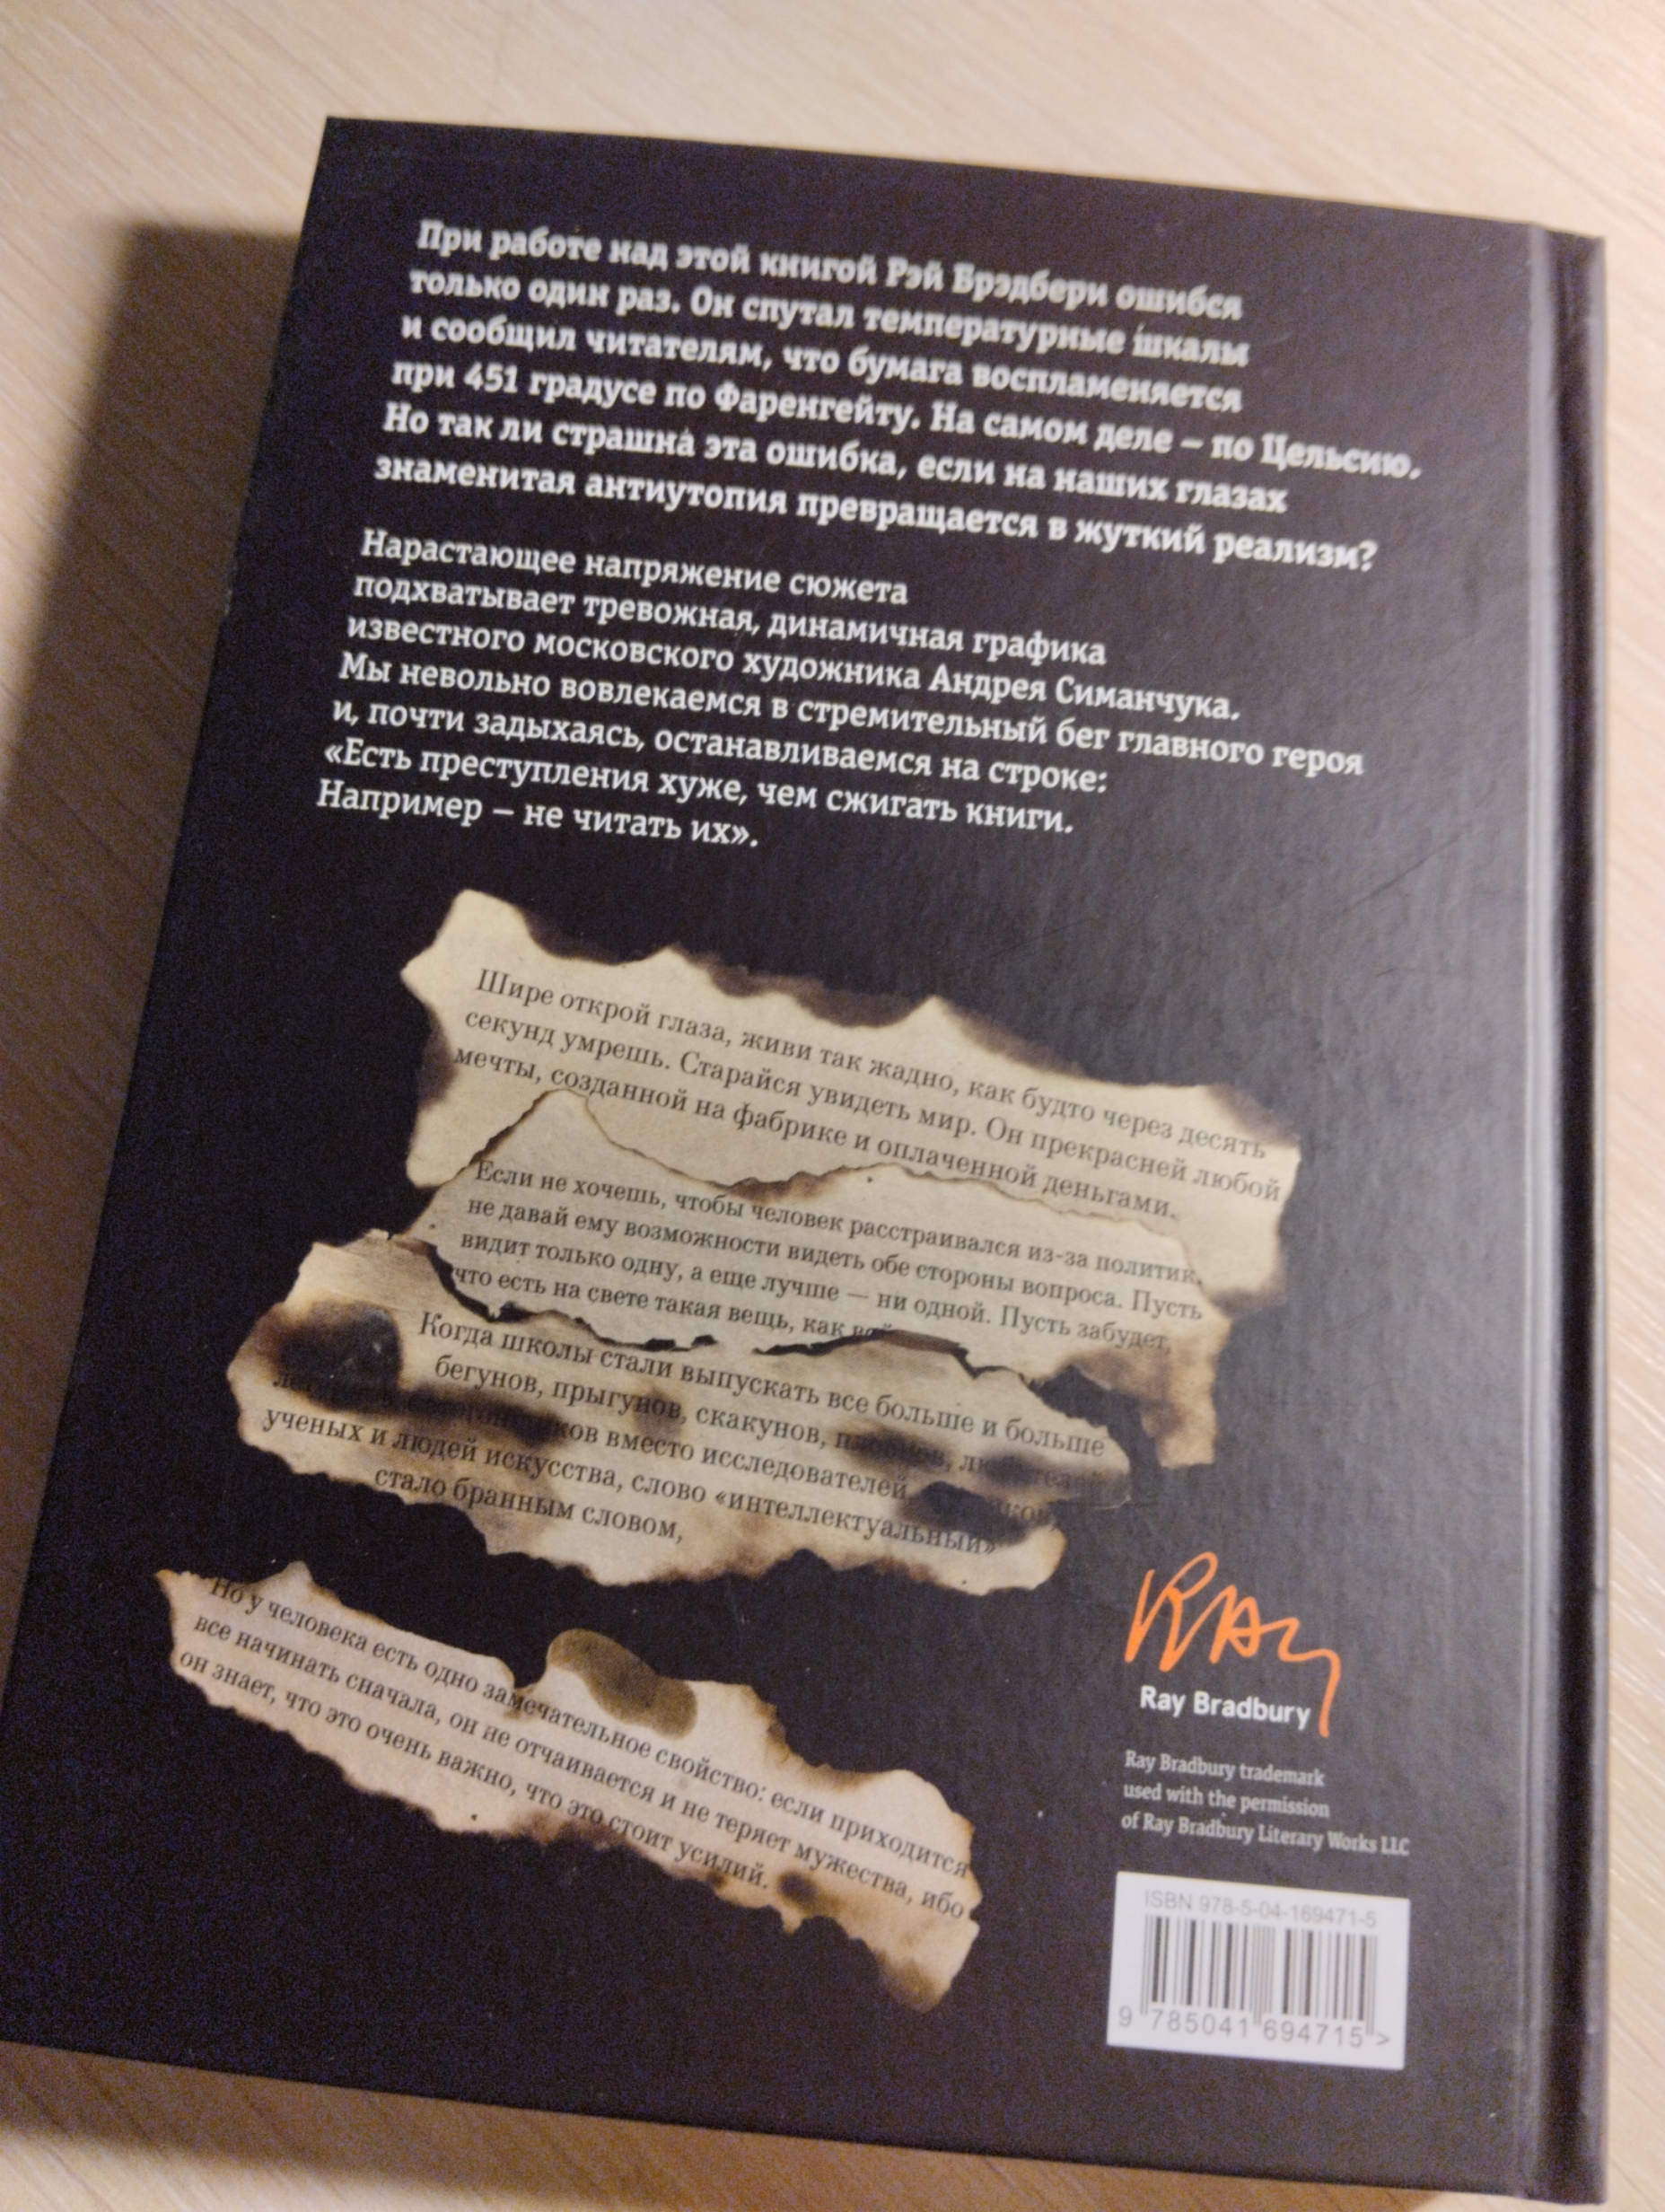 При работе над этой книгой Рэй Брэдбери ошибся
только один раз. Он спутал температурные шкалы
и сообщил читателям, что бумага воспламеняется
при 451 градусе по Фаренгейту. На самом деле – по Цельсию.
Но так ли страшна эта ошибка, если на наших глазах
знаменитая антиутопия превращается в жуткий реализм?
Нарастающее напряжение сюжета
подхватывает тревожная, динамичная графика
известного московского художника Андрея Симанчука.
Мы невольно вовлекаемся в стремительный бег главного героя
и, почти задыхаясь, останавливаемся на строке:
«Есть преступления хуже, чем сжигать книги.
Например – не читать их».
Шире открой глаза, живи так жадно, как будто через десять
секунд умрешь. Старайся увидеть мир. Он прекрасней любой
мечты, созданной на фабрике и оплаченной деньгами.
Если не хочешь, чтобы человек расстраивался из-за политик
не давай ему возможности видеть обе стороны вопроса. Пусть
видит только одну, а еще лучше — ни одной. Пусть забудет,
что есть на свете такая вещь, как
Когда школы стали выпускать все больше и больше
бегунов, прыгунов, скакунов,
вместо исследователей,
ученых и людей искусства, слово «интеллектуальный»
стало бранным словом,
Но у человека есть одно замечательное свойство: если приходится
все начинать сначала, он не отчаивается и не теряет мужества, ибо
он знает, что это очень важно, что это стоит усилий.
RAY
Ray Bradbury
Ray Bradbury trademark
used with the permission
of Ray Bradbury Literary Works LLC
ISBN 978-5-04-169471-5
9 785041 694715 >